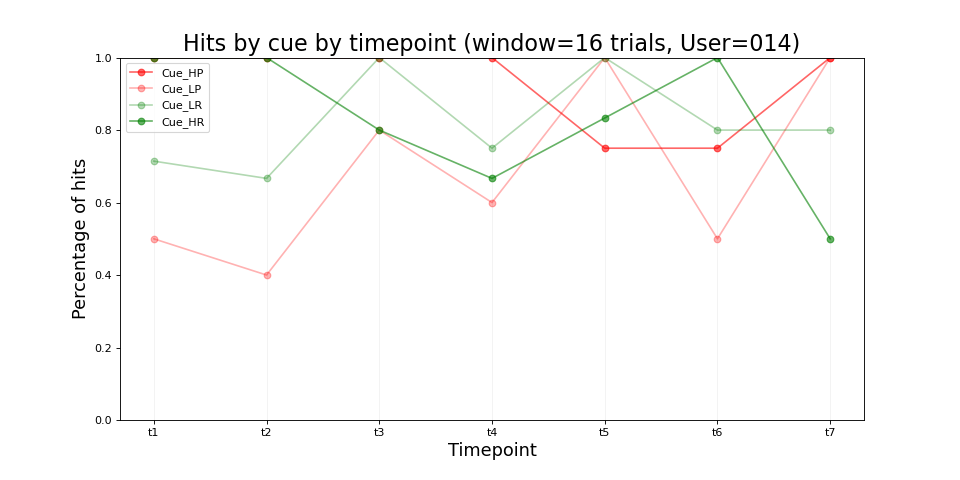 Hits by cue by timepoint (window=16 trials, User=014)
Percentage of hits
1.0
0.8
0.6
0.4
0.2
0.0
Cue_HP
Cue_LP
Cue_LR
Cue_HR
t1 t2 t3 t4 t5 t6 t7
Timepoint